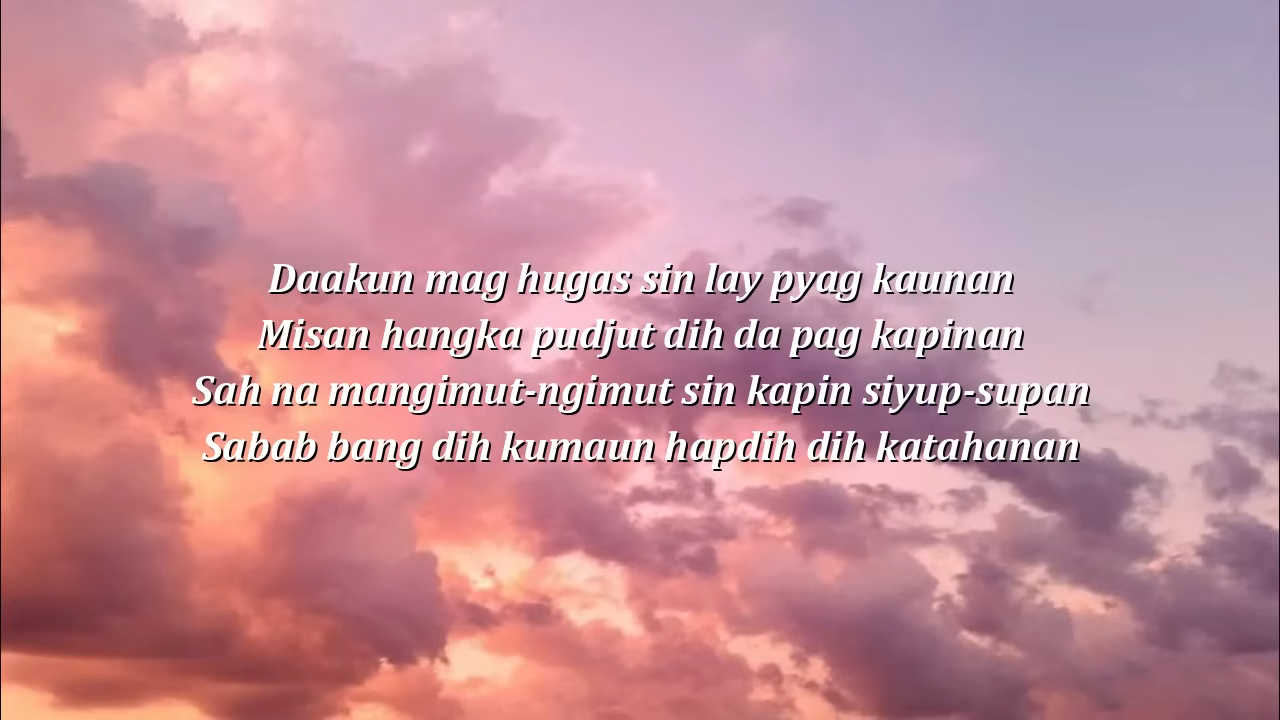 Daakun mag hugas sin lay pyag kaunan
Misan hangka pudjut dih da pag kapinan
Sah na mangimut-ngimut sin kapin siyup-supan
Sabab bang dih kumaun hapdih dih katahanan